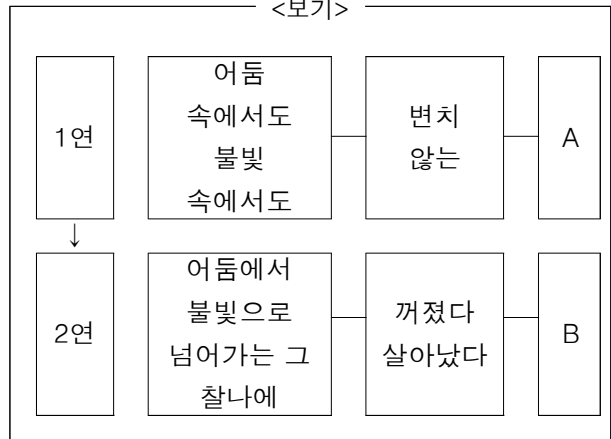 <보기>
1연
어둠
속에서도
불빛
속에서도
변치
않는
A
↓
2연
어둠에서
불빛으로
넘어가는 그
찰나에
꺼졌다
살아났다
B